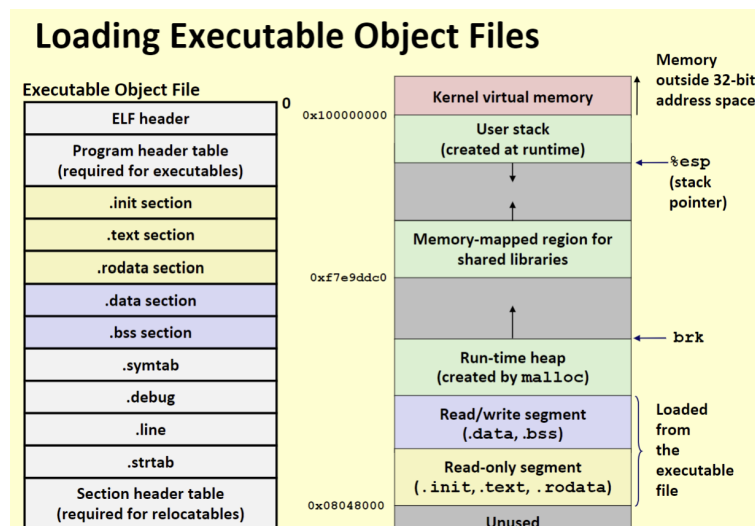 Loading Executable Object Files
Executable Object File
0
ELF header
Program header table
(required for executables)
.init section
.text section
.rodata section
.data section
.bss section
.symtab
.debug
.line
.strtab
Section header table
(required for relocatables)
0x100000000
0xf7e9ddc0
0x08048000
Kernel virtual memory
User stack
(created at runtime)
Memory-mapped region for
shared libraries
Run-time heap
(created by malloc)
Read/write segment
(.data, .bss)
Read-only segment
(.init, .text, .rodata)
Unused
Memory
outside 32-bit
address space
%esp
(stack
pointer)
brk
Loaded
from
the
executable
file